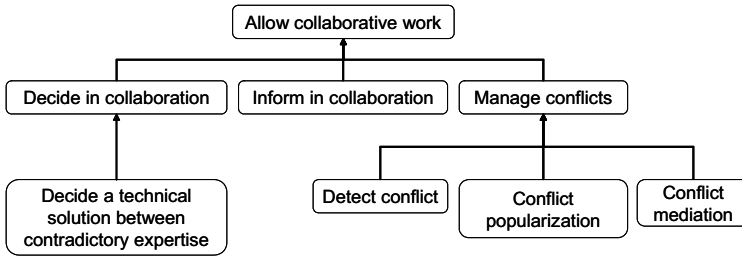 Allow collaborative work
Decide in collaboration
Inform in collaboration
Manage conflicts
Decide a technical
solution between
contradictory expertise
Detect conflict
Conflict
popularization
Conflict
mediation